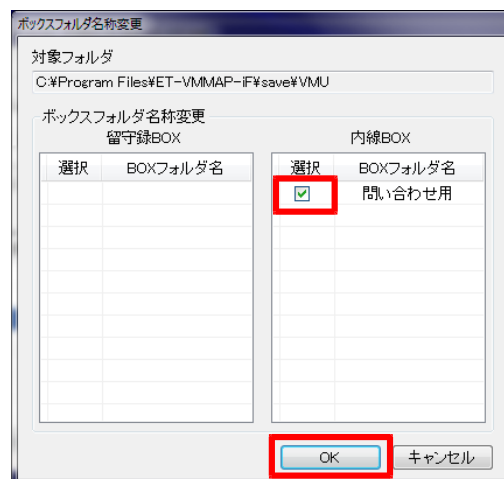 ボックスフォルダ名称変更
対象フォルダ
C:¥Program Files¥ET-VMMAP-iF¥save¥VMU
ボックスフォルダ名称変更
留守録BOX
内線BOX
選択 BOXフォルダ名
選択 BOXフォルダ名
問い合わせ用
OK
キャンセル